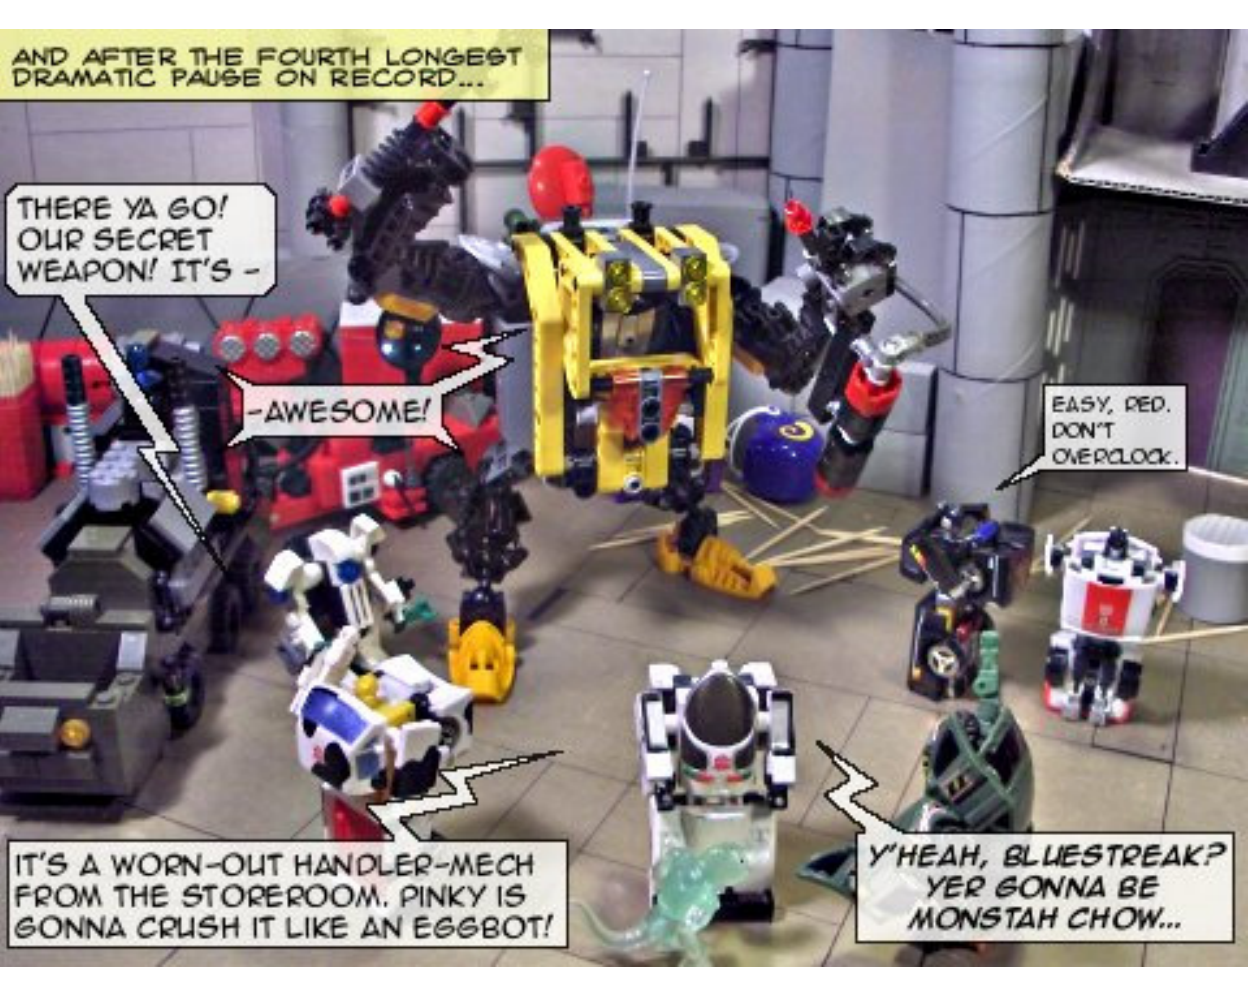 AND AFTER THE FOURTH LONGEST
DRAMATIC PAUSE ON RECORD...
THERE YA GO!
OUR SECRET
WEAPON! IT'S -
-AWESOME!
EASY, RED.
DON'T
OVERCLOCK.
IT'S A WORN-OUT HANDLER-MECH
FROM THE STOREROOM. PINKY IS
GONNA CRUSH IT LIKE AN EGGBOT!
Y'HEAH, BLUESTREAK?
YER GONNA BE
MONSTAH CHOW...